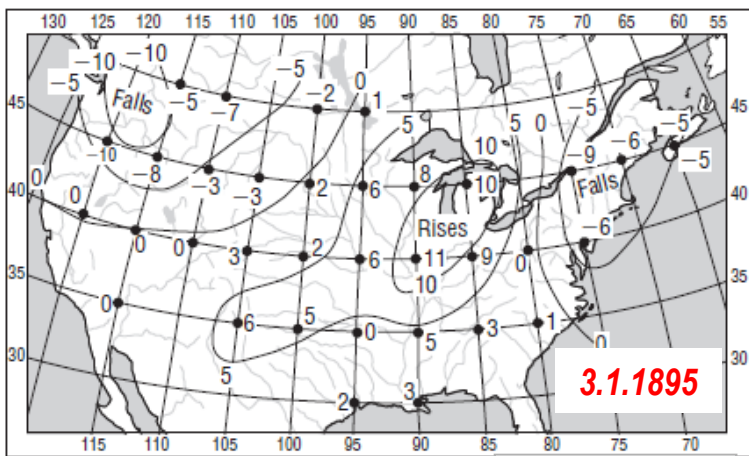 130 125 120 115 110 105 100 95 90 85 80 75 70 65 60 55
−10 −10
−5 −5 −2 0 1 5 10 5 0 −5
45 Falls −5 −7 −5 45
−10 −8 −3 −3 2 6 8 10 −9 −6 −5
Falls
40 0 0 Rises −6 40
0 0 3 2 6 11 9 0
10
35 0 35
6 5 0 5 3 1
0
30 5 30
3.1.1895
2 3
115 110 105 100 95 90 85 80 75 70